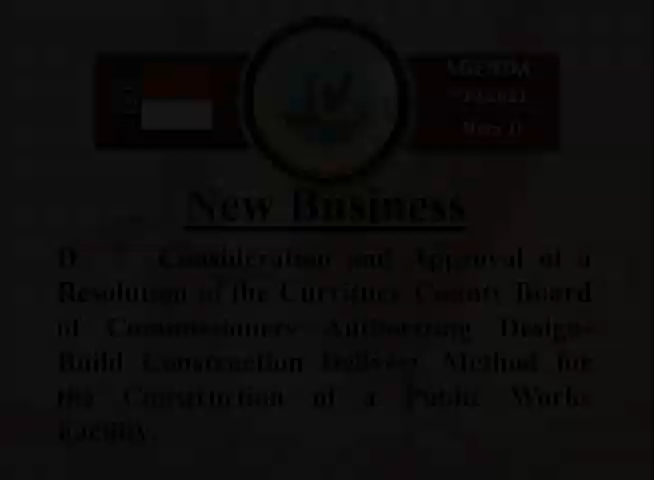 AGENDA
New Business
D Consideration and Approval of a
Resolution of the Currituck County Board
of Commissioners Authorizing Design-
Build Construction Delivery Method for
the Construction of a Public Works
Facility.